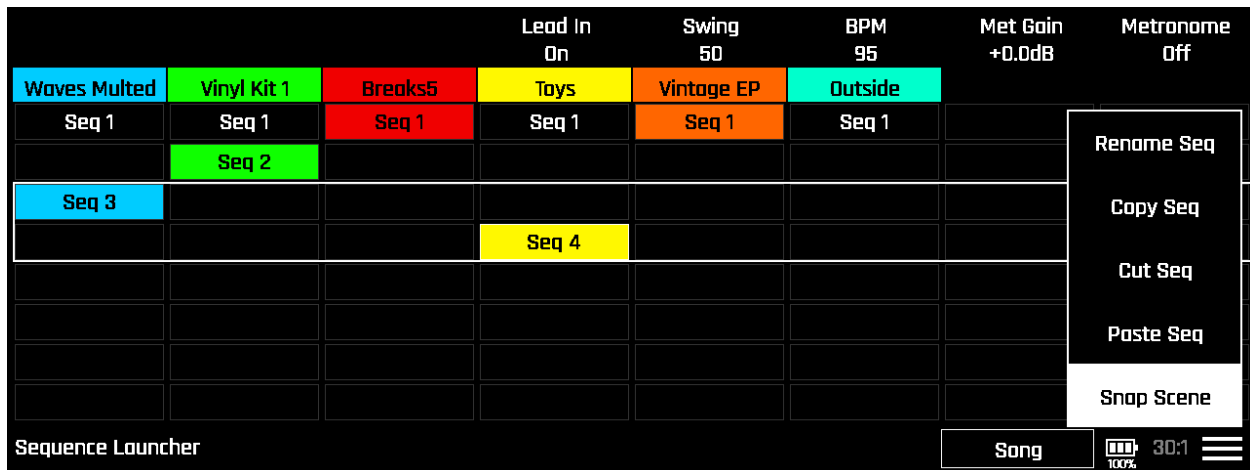 Lead In Swing BPM Met Gain Metronome
On 50 95 +0.0dB Off
Waves Multed Vinyl Kit 1 Breaks5 Toys Vintage EP Outside
Seq 1 Seq 1 Seq 1 Seq 1 Seq 1 Seq 1
Rename Seq
Seq 2
Seq 3
Copy Seq
Seq 4
Cut Seq
Paste Seq
Snap Scene
Sequence Launcher Song 100% 30:1